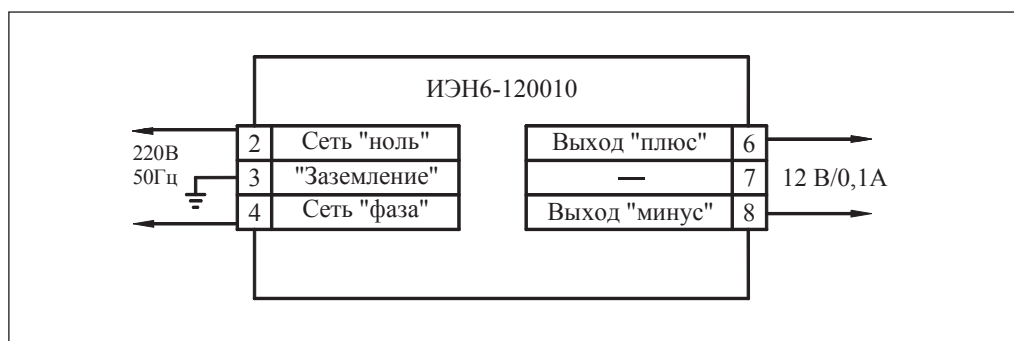 ИЭН6-120010
2 Сеть "ноль"
3 "Заземление"
4 Сеть "фаза"
220В
50Гц
Выход "плюс" 6
— 7
Выход "минус" 8
12 В/0,1А